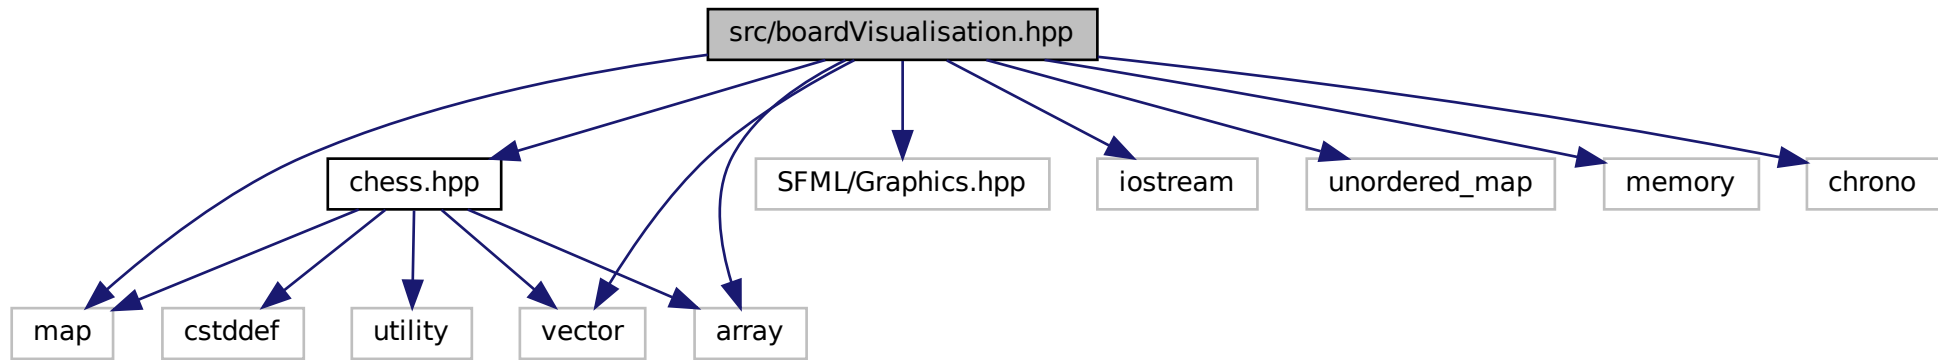 src/boardVisualisation.hpp
chess.hpp
SFML/Graphics.hpp
iostream
unordered_map
memory
chrono
map
cstddef
utility
vector
array